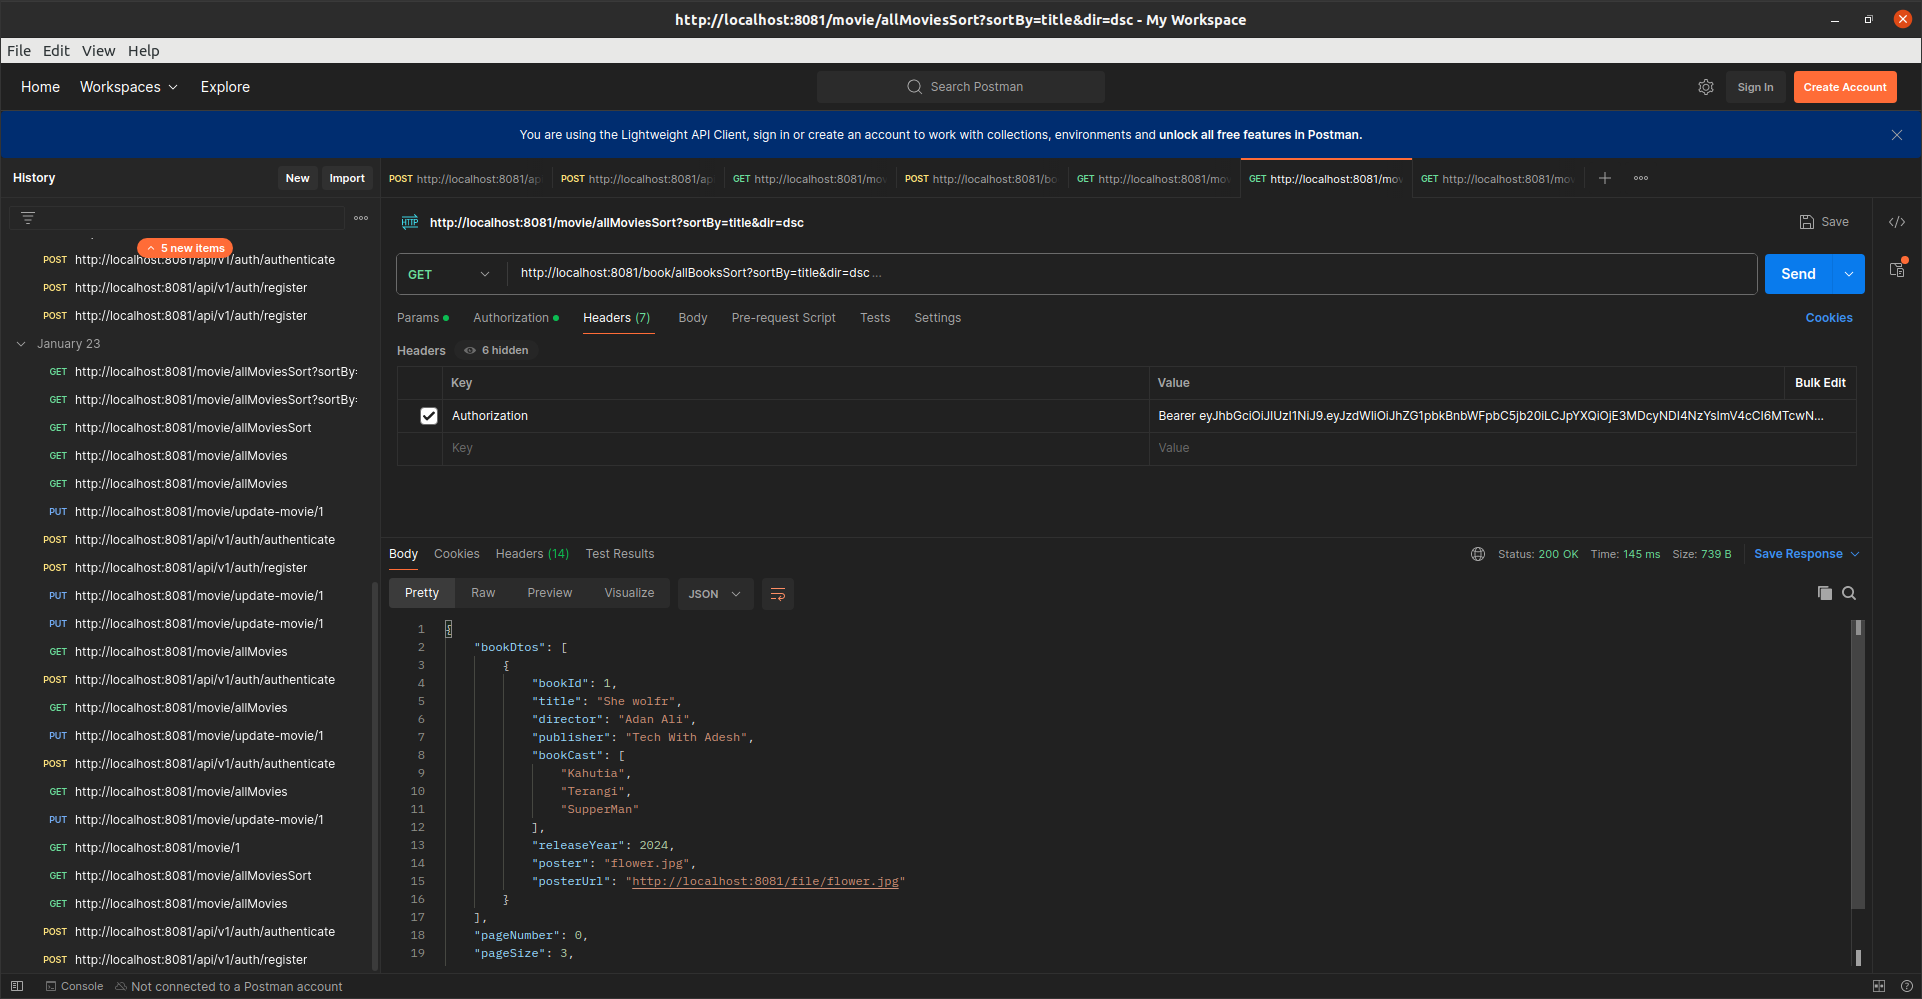 http://localhost:8081/movie/allMoviesSort?sortBy=title&dir=dsc - My Workspace
File Edit View Help
Home Workspaces Explore Search Postman Sign In Create Account
You are using the Lightweight API Client, sign in or create an account to work with collections, environments and unlock all free features in Postman.
History New Import
5 new items
POST http://localhost:8081/api/v1/auth/authenticate
POST http://localhost:8081/api/v1/auth/register
POST http://localhost:8081/api/v1/auth/register
January 23
GET http://localhost:8081/movie/allMoviesSort?sortBy:
GET http://localhost:8081/movie/allMoviesSort?sortBy:
GET http://localhost:8081/movie/allMoviesSort
GET http://localhost:8081/movie/allMovies
GET http://localhost:8081/movie/allMovies
PUT http://localhost:8081/movie/update-movie/1
POST http://localhost:8081/api/v1/auth/authenticate
POST http://localhost:8081/api/v1/auth/register
PUT http://localhost:8081/movie/update-movie/1
PUT http://localhost:8081/movie/update-movie/1
GET http://localhost:8081/movie/allMovies
POST http://localhost:8081/api/v1/auth/authenticate
GET http://localhost:8081/movie/allMovies
PUT http://localhost:8081/movie/update-movie/1
POST http://localhost:8081/api/v1/auth/authenticate
GET http://localhost:8081/movie/allMovies
PUT http://localhost:8081/movie/update-movie/1
GET http://localhost:8081/movie/1
GET http://localhost:8081/movie/allMoviesSort
GET http://localhost:8081/movie/allMovies
POST http://localhost:8081/api/v1/auth/authenticate
POST http://localhost:8081/api/v1/auth/register
POST http://localhost:8081/ap POST http://localhost:8081/ap GET http://localhost:8081/mov POST http://localhost:8081/bo GET http://localhost:8081/mo GET http://localhost:8081/mo GET http://localhost:8081/mov
HTTP http://localhost:8081/movie/allMoviesSort?sortBy=title&dir=dsc Save
GET http://localhost:8081/book/allBooksSort?sortBy=title&dir=dsc ... Send
Params Authorization Headers (7) Body Pre-request Script Tests Settings Cookies
Headers 6 hidden
Key Value Bulk Edit
Authorization Bearer
Key Value
Body Cookies Headers (14) Test Results Status: 200 OK Time: 145 ms Size: 739 B Save Response
Pretty Raw Preview Visualize JSON
1 {
2 "bookDtos": [
3 {
4 "bookId": 1,
5 "title": "She wolfr",
6 "director": "Adan Ali",
7 "publisher": "Tech With Adesh",
8 "bookCast": [
9 "Kahutia",
10 "Terangi",
11 "SupperMan"
12 ],
13 "releaseYear": 2024,
14 "poster": "flower.jpg",
15 "posterUrl": "http://localhost:8081/file/flower.jpg"
16 }
17 ],
18 "pageNumber": 0,
19 "pageSize": 3,
Console Not connected to a Postman account